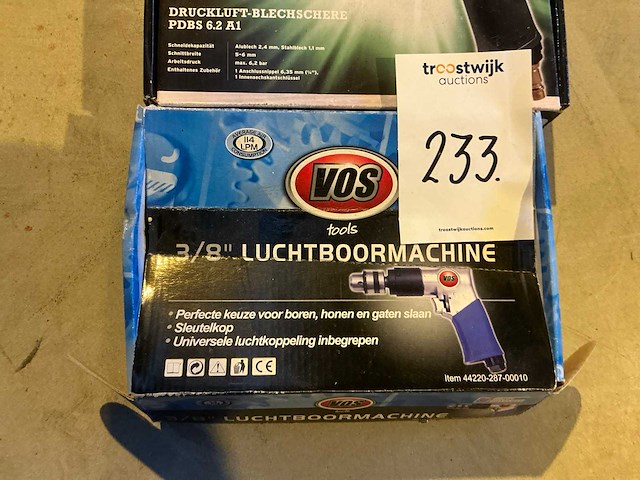 DRUCKLUFT-BLECHSCHERE
PDBS 6.2 A1
Schneidekapazität Alublech 2,4 mm, Stahlblech 1,1 mm
Schnittbreite 5-6 mm
Arbeitsdruck max. 6,2 bar
Enthaltenes Zubehör 1 Anschlussnippel 6,35 mm (¼"),
1 Innensechskantschlüssel
troostwijk
auctions
233.
troostwijkauctions.com
AVERAGE AIR
114
LPM
CONSUMPTION
VOS
tools
3/8" LUCHTBOORMACHINE
VOS
• Perfecte keuze voor boren, honen en gaten slaan
• Sleutelkop
• Universele luchtkoppeling inbegrepen
CE
Item 44220-287-00010
VOS
3/8" LUCHTBOORMACHINE